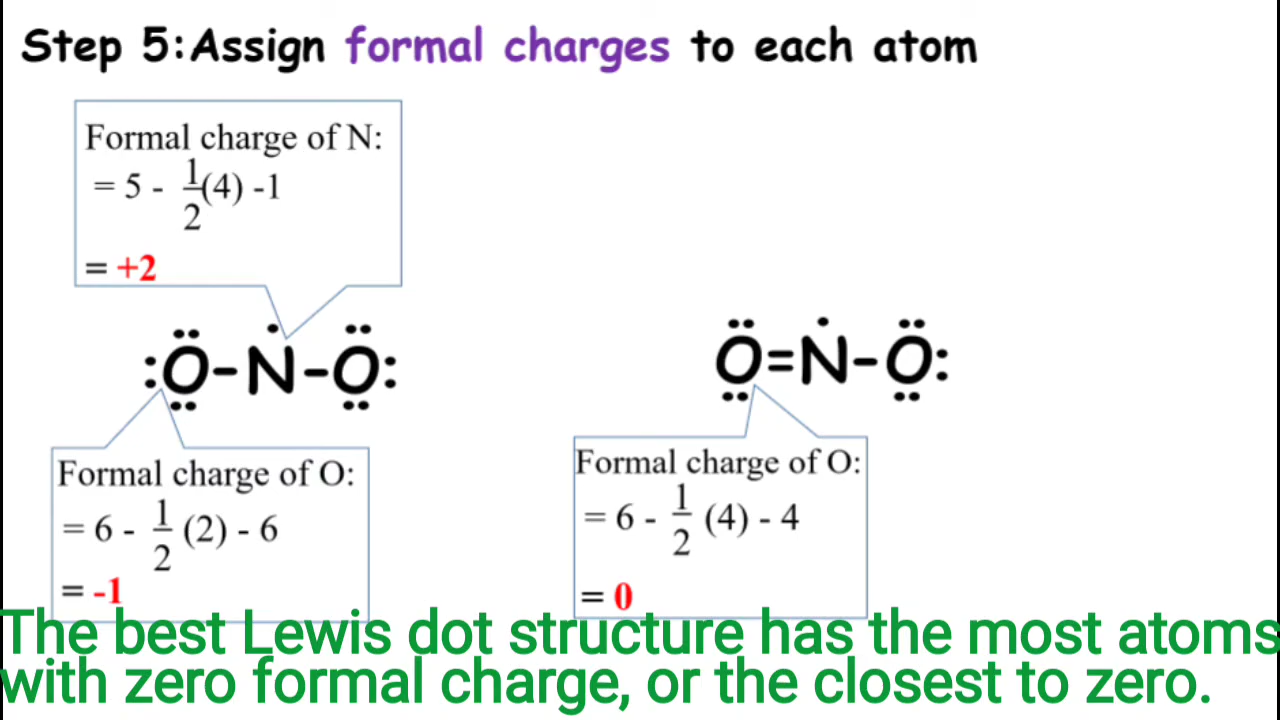 Step 5:Assign formal charges to each atom
Formal charge of N:
= 5 - 1/2(4) -1
= +2
:Ö-N-Ö:
Ö=N-Ö:
Formal charge of O:
= 6 - 1/2 (2) - 6
= -1
Formal charge of O:
= 6 - 1/2 (4) - 4
= 0
The best Lewis dot structure has the most atoms
with zero formal charge, or the closest to zero.